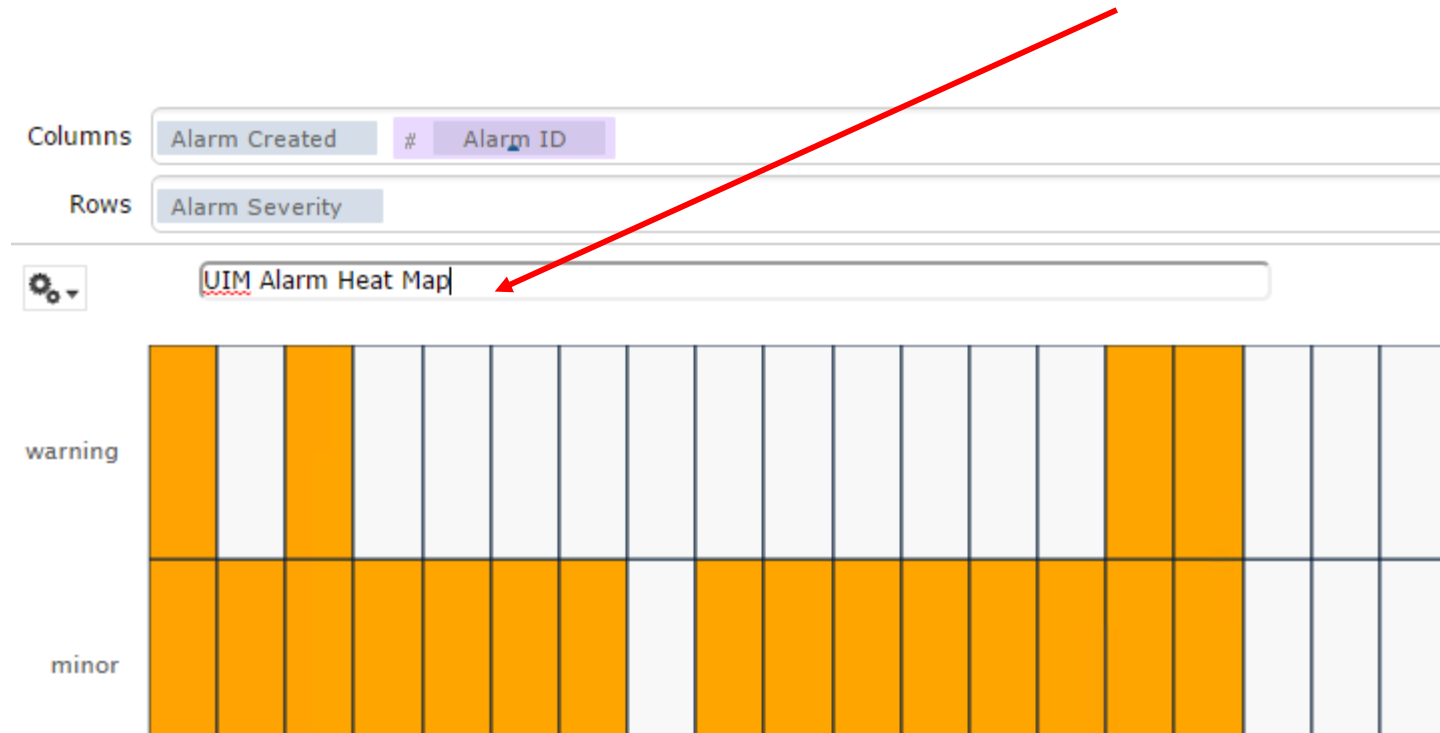 Columns Alarm Created # Alarm ID
Rows Alarm Severity
UIM Alarm Heat Map
warning
minor